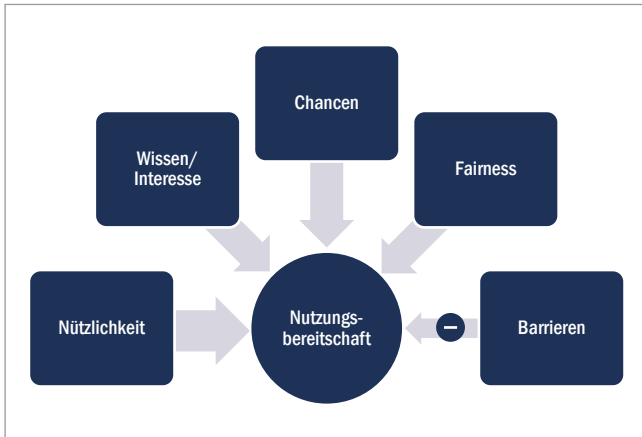 Chancen
Wissen/
Interesse
Fairness
Nützlichkeit
Nutzungs-
bereitschaft
–
Barrieren